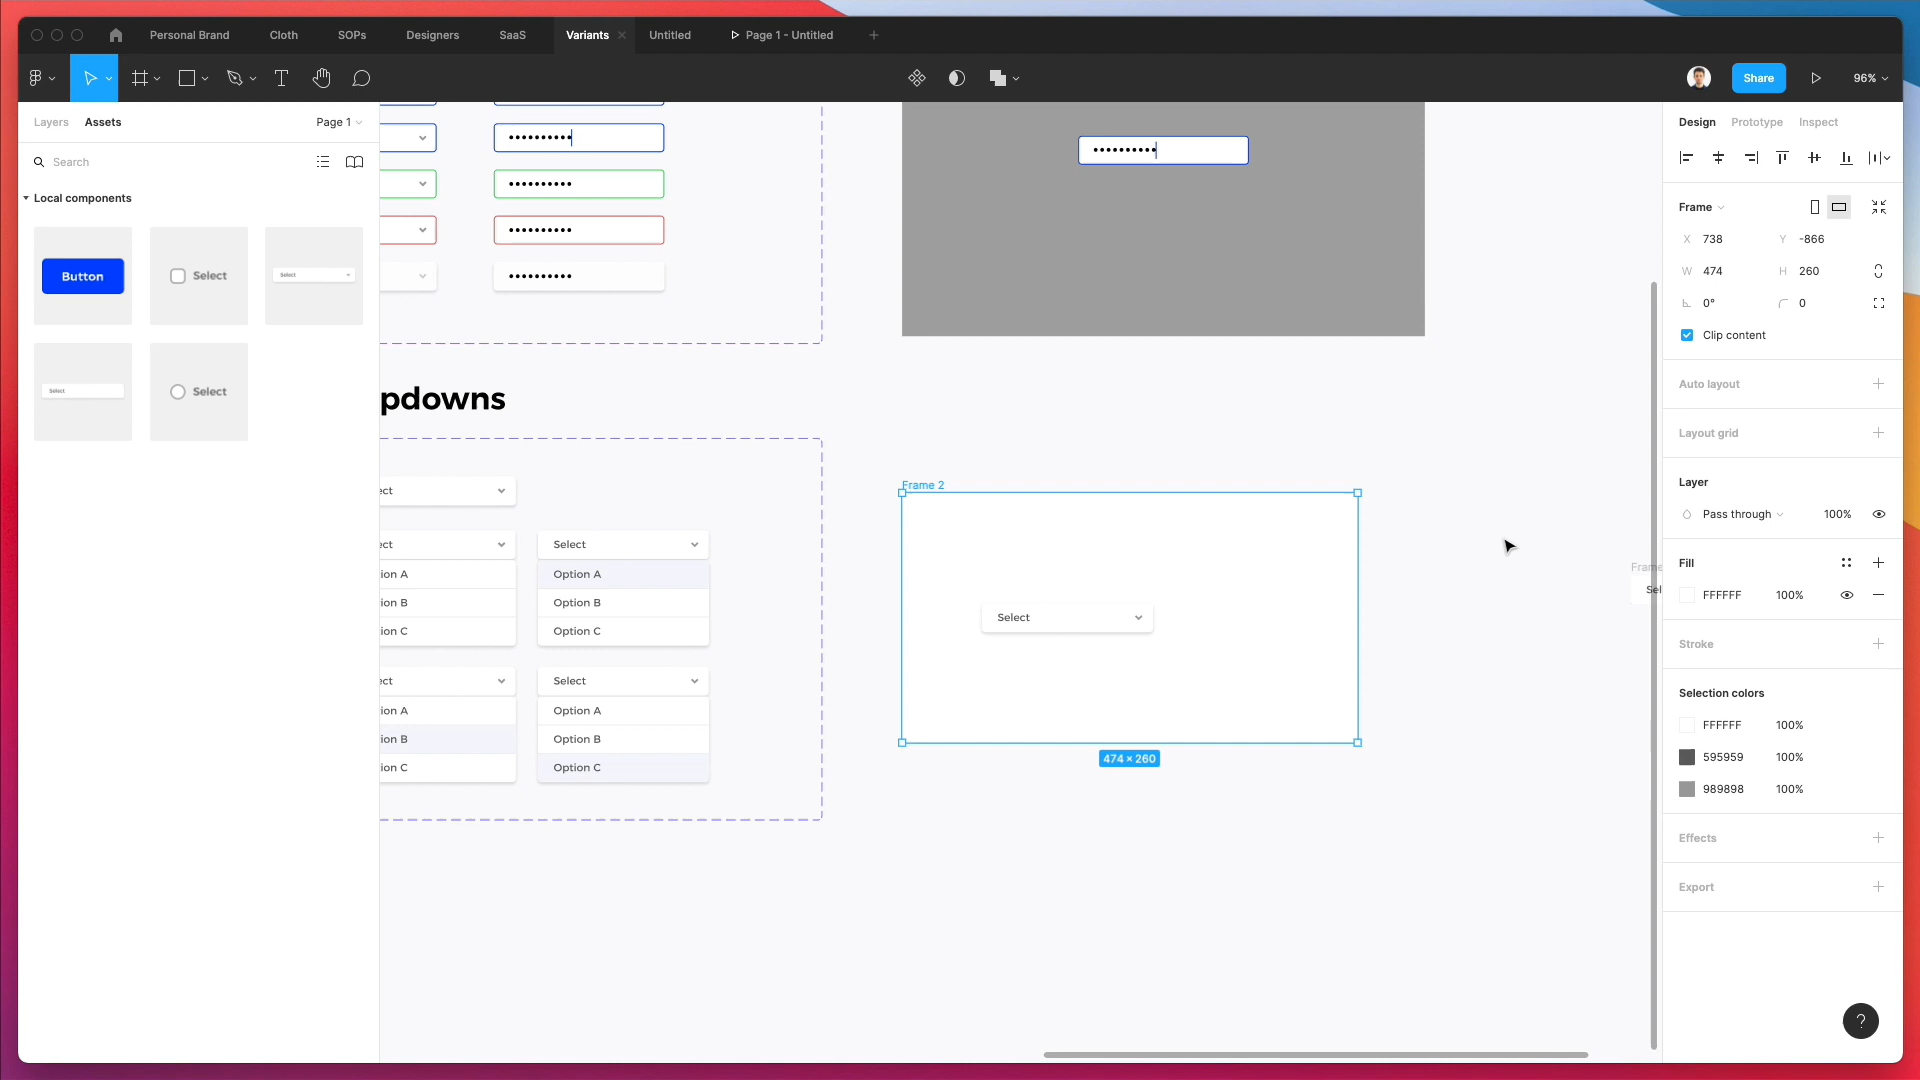 Personal Brand
Cloth
SOPs
Designers
SaaS
Variants
Untitled
Page 1 - Untitled
Share
96%
Layers
Assets
Page 1
Search
Local components
Button
Select
Select
Select
Select
pdowns
ect
ect
ion A
ion B
ion C
Select
Option A
Option B
Option C
ect
ion A
ion B
ion C
Select
Option A
Option B
Option C
Frame 2
Select
474 × 260
Frame
Sel
Design
Prototype
Inspect
Frame
X 738
Y -866
W 474
H 260
0°
0
Clip content
Auto layout
Layout grid
Layer
Pass through
100%
Fill
FFFFFF 100%
Stroke
Selection colors
FFFFFF 100%
595959 100%
989898 100%
Effects
Export
?